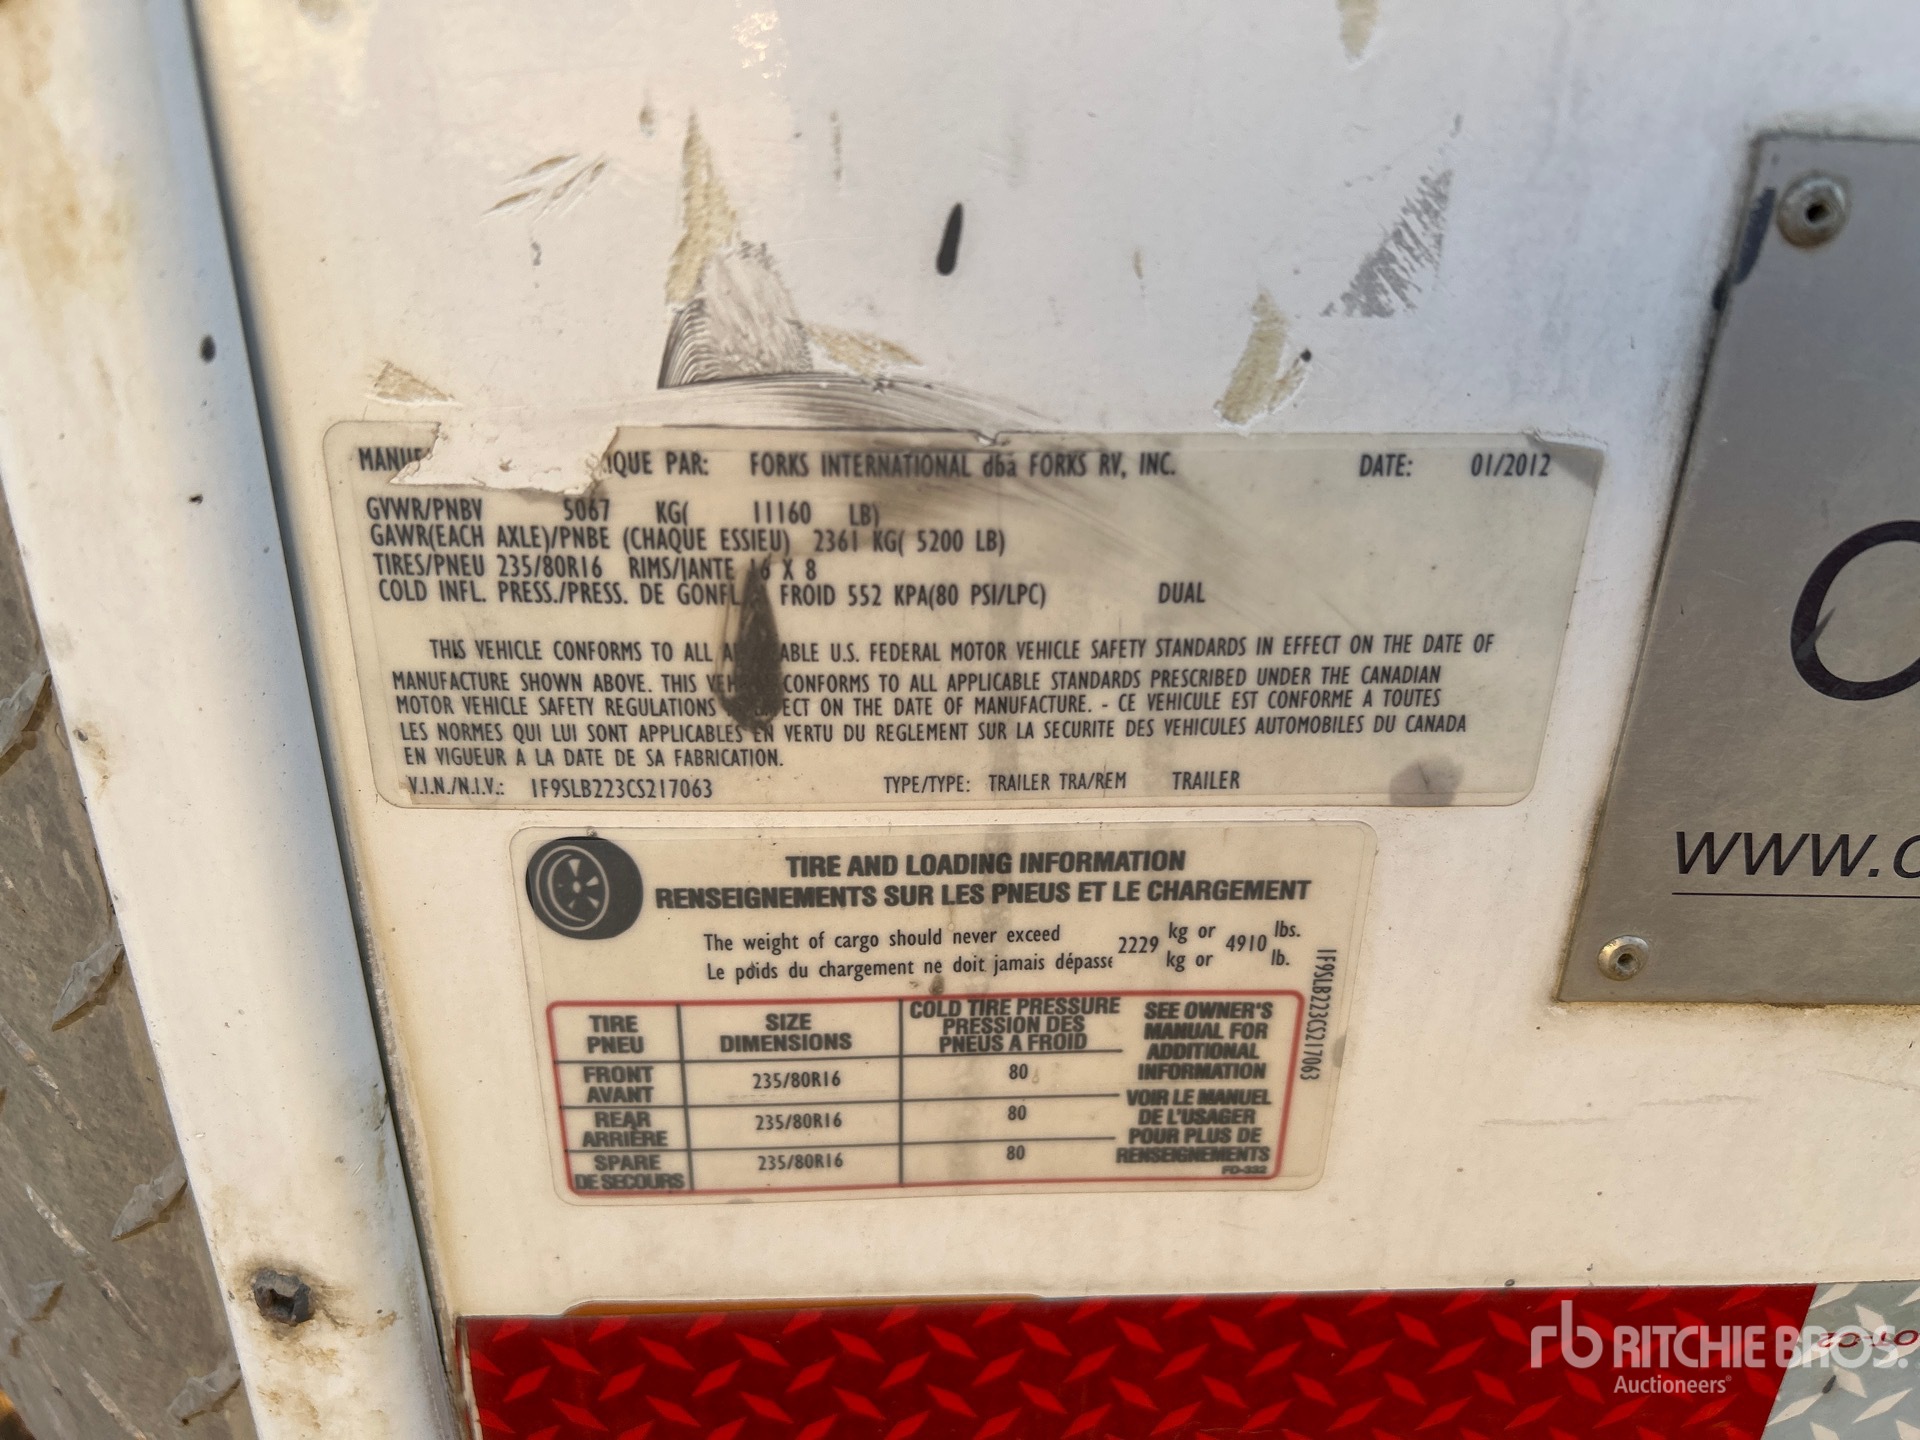 MANUF IQUE PAR: FORKS INTERNATIONAL dba FORKS RV, INC. DATE: 01/2012
GVWR/PNBV 5067 KG( 11160 LB)
GAWR(EACH AXLE)/PNBE (CHAQUE ESSIEU) 2361 KG( 5200 LB)
TIRES/PNEU 235/80R16 RIMS/JANTE 16 X 8
COLD INFL. PRESS./PRESS. DE GONFL FROID 552 KPA(80 PSI/LPC) DUAL
THIS VEHICLE CONFORMS TO ALL A ABLE U.S. FEDERAL MOTOR VEHICLE SAFETY STANDARDS IN EFFECT ON THE DATE OF
MANUFACTURE SHOWN ABOVE. THIS VEH CONFORMS TO ALL APPLICABLE STANDARDS PRESCRIBED UNDER THE CANADIAN
MOTOR VEHICLE SAFETY REGULATIONS ECT ON THE DATE OF MANUFACTURE. - CE VEHICULE EST CONFORME A TOUTES
LES NORMES QUI LUI SONT APPLICABLES EN VERTU DU REGLEMENT SUR LA SECURITE DES VEHICULES AUTOMOBILES DU CANADA
EN VIGUEUR A LA DATE DE SA FABRICATION.
V.I.N./N.I.V.: 1F9SLB223CS217063 TYPE/TYPE: TRAILER TRA/REM TRAILER
TIRE AND LOADING INFORMATION
RENSEIGNEMENTS SUR LES PNEUS ET LE CHARGEMENT
The weight of cargo should never exceed 2229 kg or 4910 lbs.
Le poids du chargement ne doit jamais dépasse kg or lb.
1F9SLB223CS217063
TIRE
PNEU
SIZE
DIMENSIONS
COLD TIRE PRESSURE
PRESSION DES
PNEUS A FROID
SEE OWNER'S
MANUAL FOR
ADDITIONAL
INFORMATION
VOIR LE MANUEL
DE L'USAGER
POUR PLUS DE
RENSEIGNEMENTS
FD-332
FRONT
AVANT
235/80R16
80
REAR
ARRIÈRE
235/80R16
80
SPARE
DE SECOURS
235/80R16
80
www.
rb RITCHIE BROS.
Auctioneers